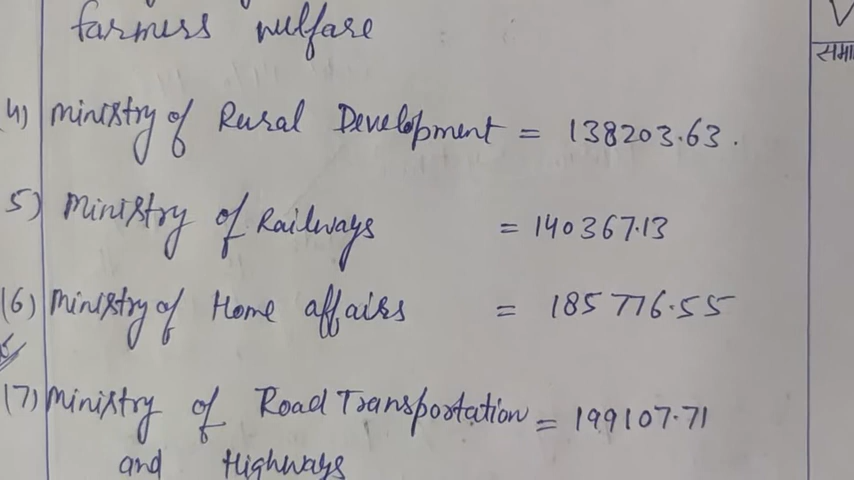 farmers welfare
4) Ministry of Rural Development = 138203.63.
5) Ministry of Railways = 140367.13
(6) Ministry of Home affairs = 185776.55
(7) Ministry of Road Transportation = 199107.71
and Highways